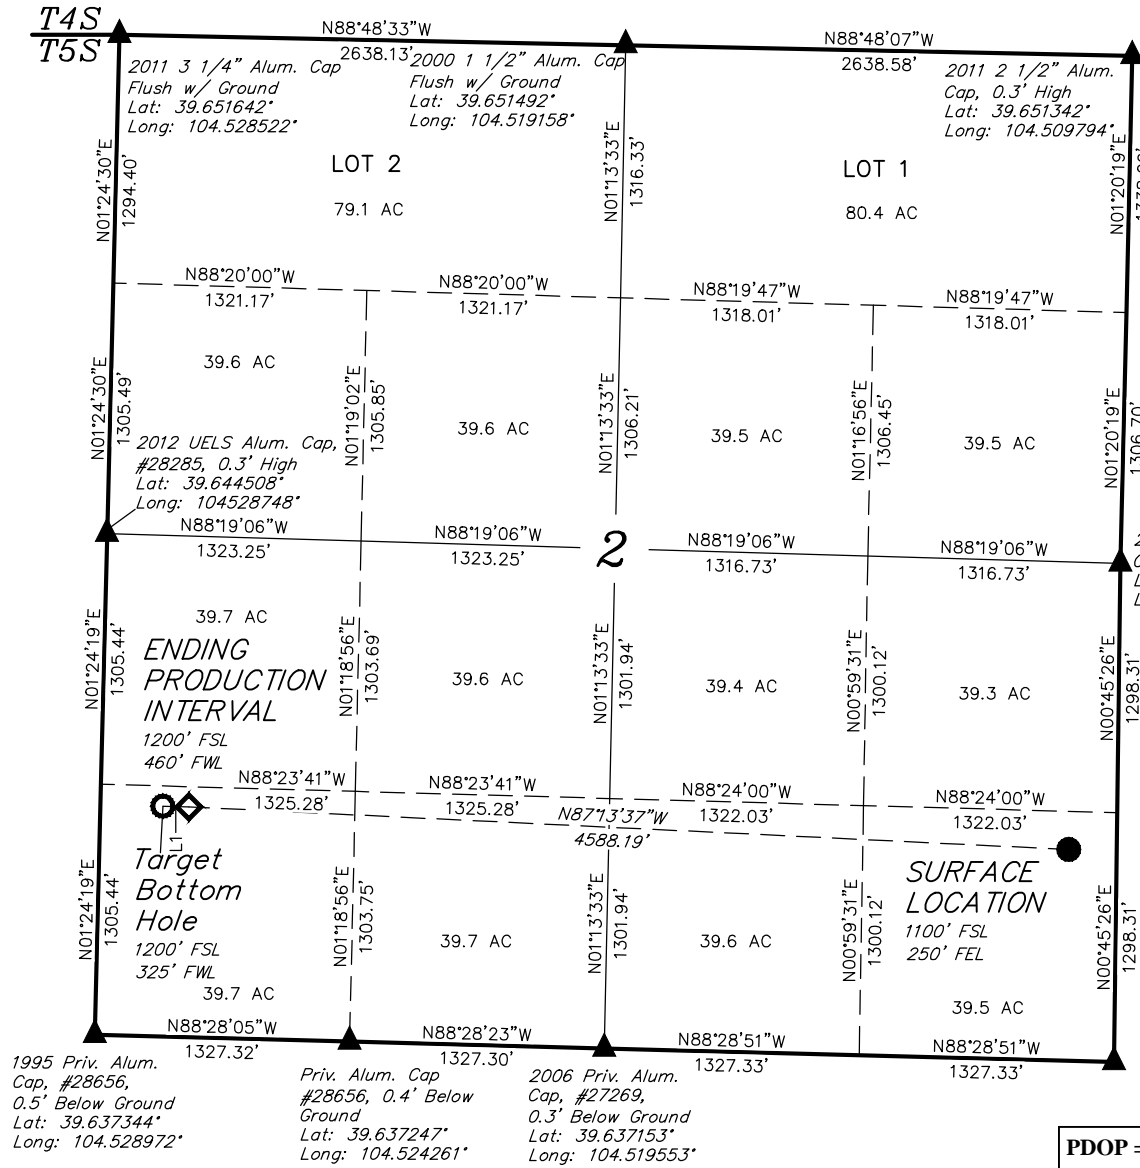 T4S
T5S
N88°48'33"W
2638.13'
N88°48'07"W
2638.58'
2011 3 1/4" Alum. Cap
Flush w/ Ground
Lat: 39.651642°
Long: 104.528522°
2000 1 1/2" Alum. Cap
Flush w/ Ground
Lat: 39.651492°
Long: 104.519158°
2011 2 1/2" Alum.
Cap, 0.3' High
Lat: 39.651342°
Long: 104.509794°
N01°24'30"E
1294.40'
LOT 2
79.1 AC
N01°13'33"E
1316.33'
LOT 1
80.4 AC
N01°20'19"E
N88°20'00"W
1321.17'
N88°20'00"W
1321.17'
N88°19'47"W
1318.01'
N88°19'47"W
1318.01'
N01°24'30"E
1305.49'
39.6 AC
N01°19'02"E
1305.85'
39.6 AC
N01°13'33"E
1306.21'
39.5 AC
N01°16'56"E
1306.45'
39.5 AC
N01°20'19"E
1306.70'
2012 UELS Alum. Cap,
#28285, 0.3' High
Lat: 39.644508°
Long: 104528748°
N88°19'06"W
1323.25'
N88°19'06"W
1323.25'
2
N88°19'06"W
1316.73'
N88°19'06"W
1316.73'
N01°24'19"E
1305.44'
39.7 AC
ENDING
PRODUCTION
INTERVAL
1200' FSL
460' FWL
N01°18'56"E
1303.69'
39.6 AC
N01°13'33"E
1301.94'
39.4 AC
N00°59'31"E
1300.12'
39.3 AC
N00°45'26"E
1298.31'
N88°23'41"W
1325.28'
N88°23'41"W
1325.28'
N88°24'00"W
1322.03'
N88°24'00"W
1322.03'
N87°13'37"W
4588.19'
L1
N01°24'19"E
1305.44'
Target
Bottom
Hole
1200' FSL
325' FWL
39.7 AC
N01°18'56"E
1303.75'
39.7 AC
N01°13'33"E
1301.94'
39.6 AC
N00°59'31"E
1300.12'
SURFACE
LOCATION
1100' FSL
250' FEL
39.5 AC
N00°45'26"E
1298.31'
N88°28'05"W
1327.32'
N88°28'23"W
1327.30'
N88°28'51"W
1327.33'
N88°28'51"W
1327.33'
1995 Priv. Alum.
Cap, #28656,
0.5' Below Ground
Lat: 39.637344°
Long: 104.528972°
Priv. Alum. Cap
#28656, 0.4' Below
Ground
Lat: 39.637247°
Long: 104.524261°
2006 Priv. Alum.
Cap, #27269,
0.3' Below Ground
Lat: 39.637153°
Long: 104.519553°
PDOP =